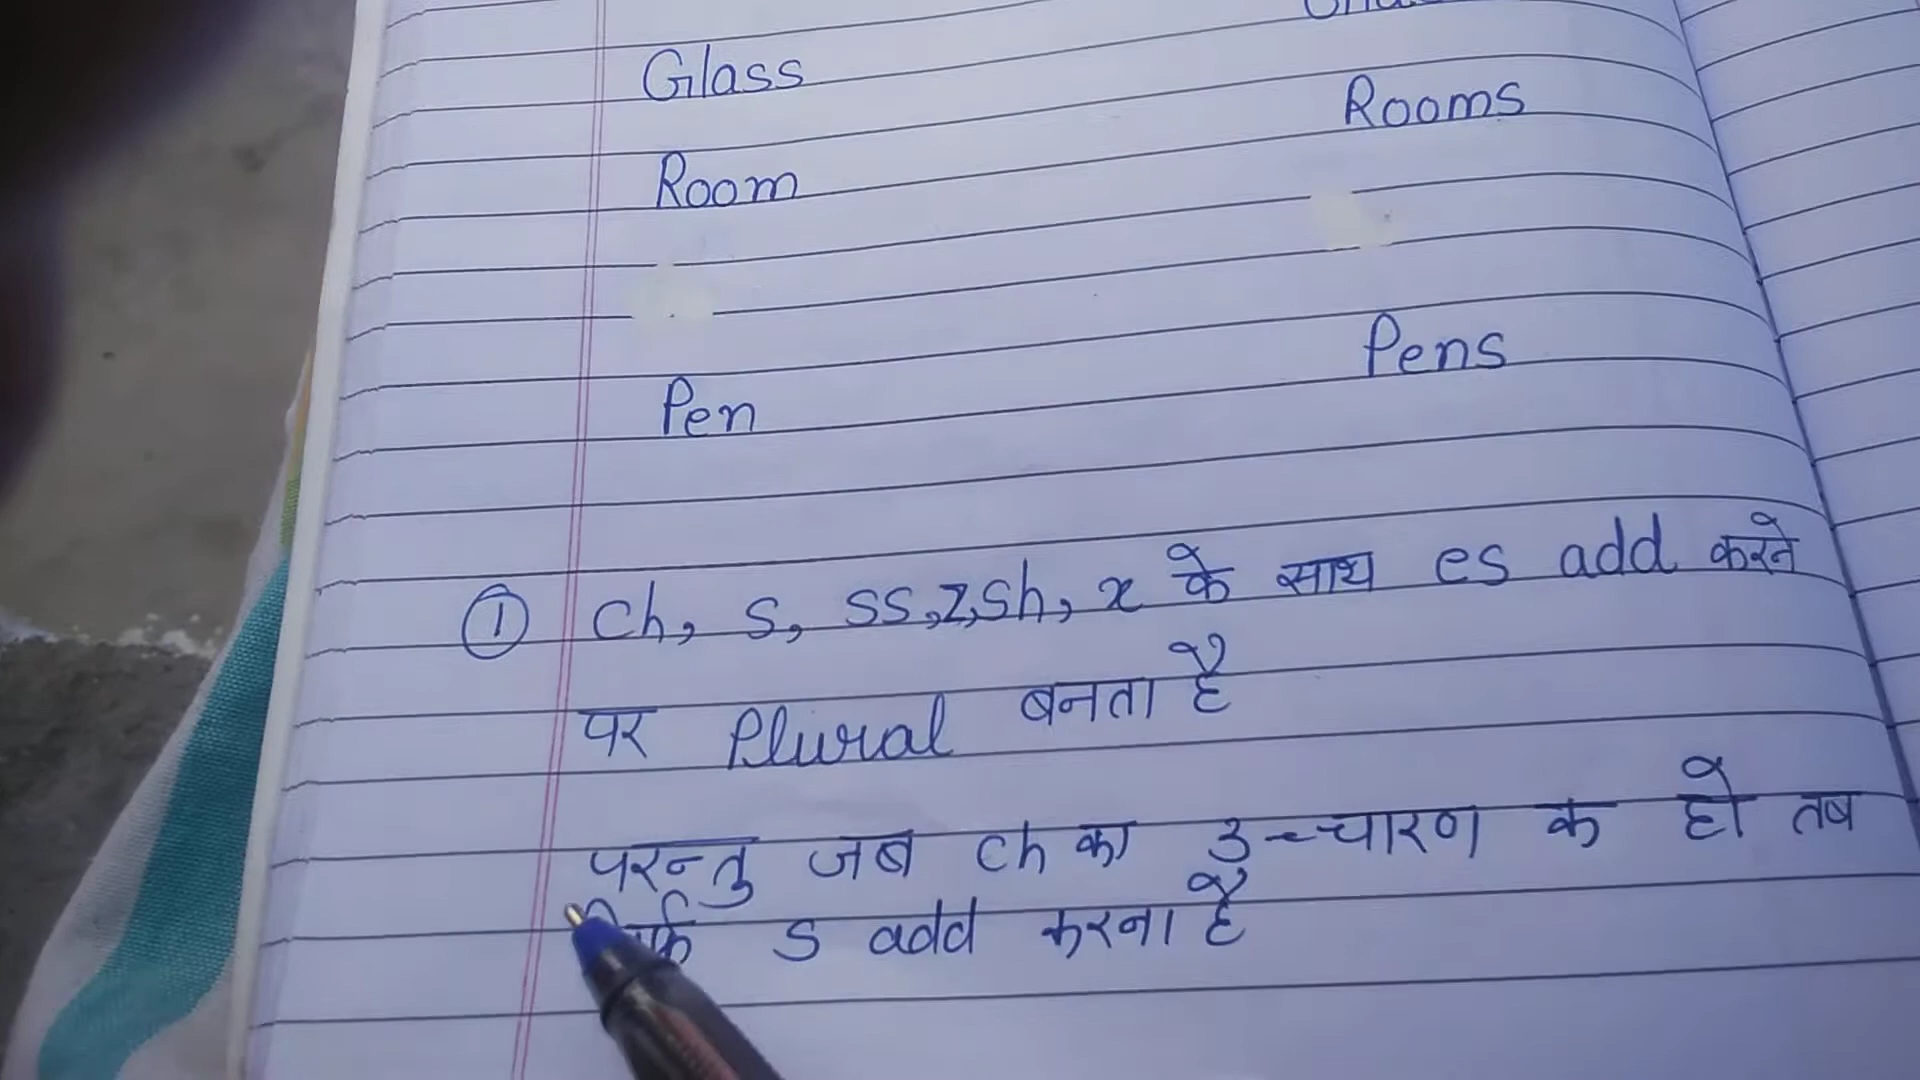 Glass
Room Rooms
Pen Pens
① ch, s, ss, z, sh, x के साथ es add करने
पर Plural बनता है
परन्तु जब ch का उच्चारण क हो तब
s add करना है